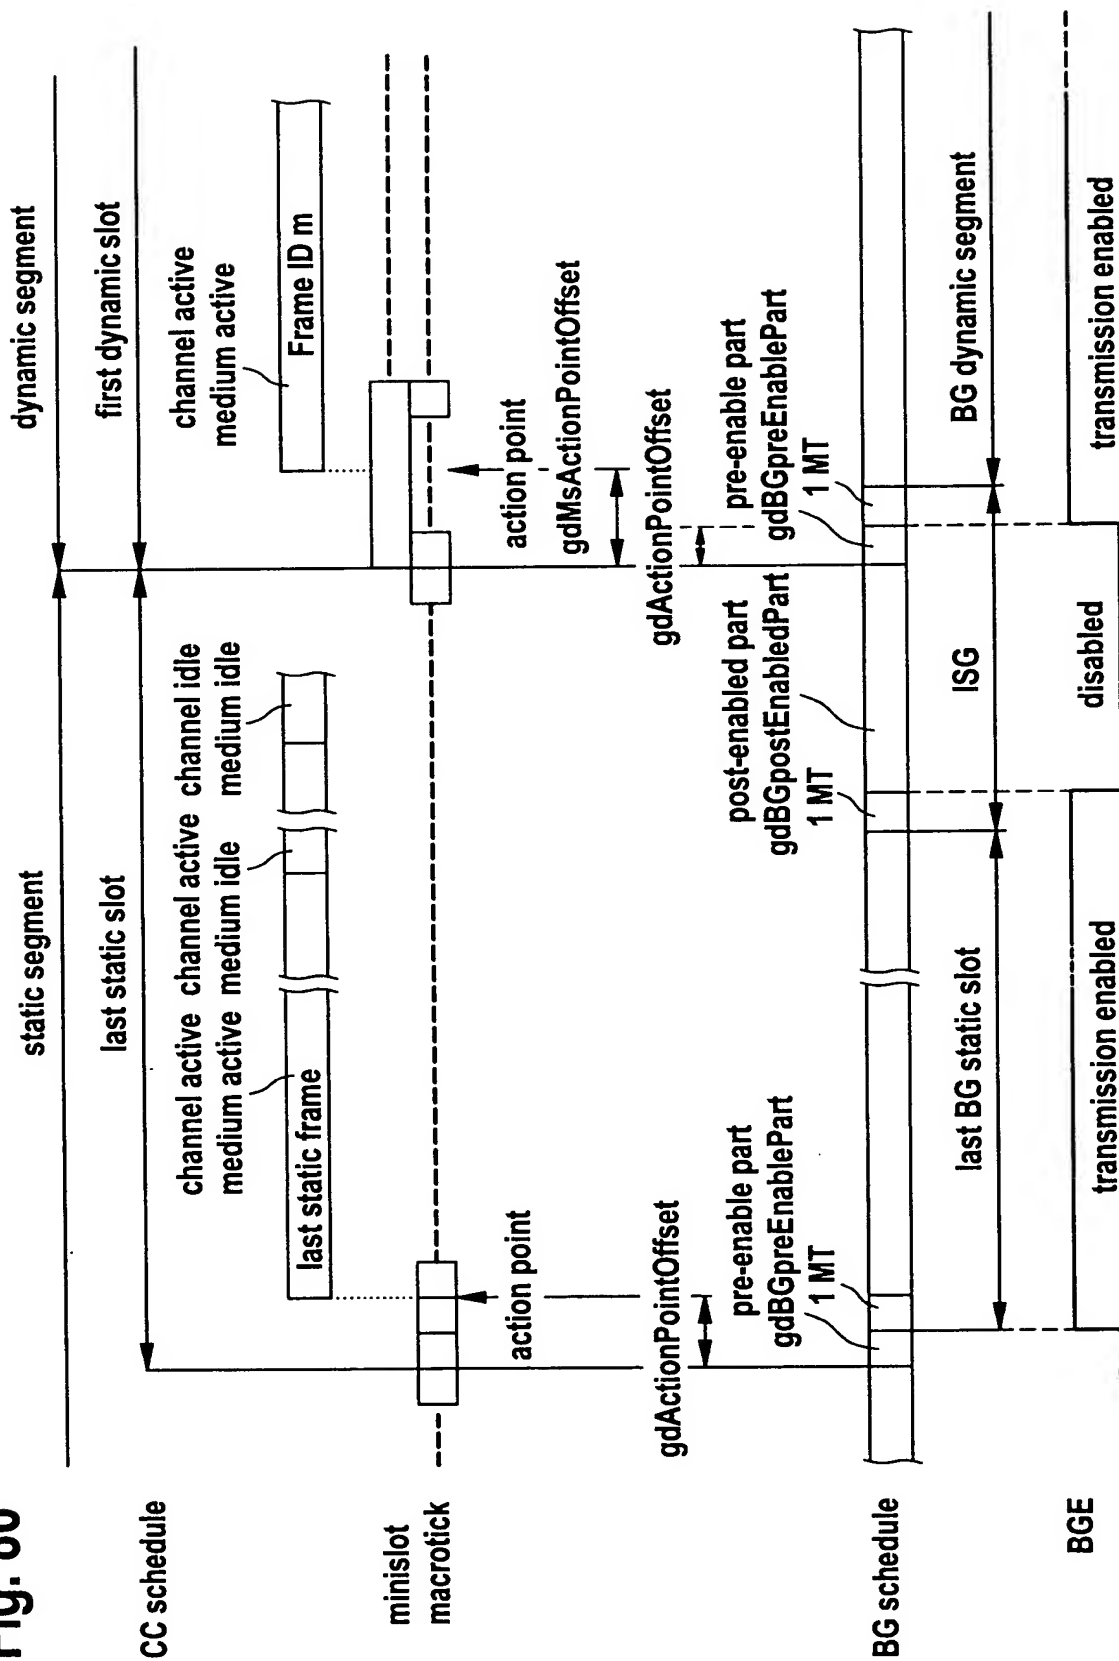 static segment
dynamic segment
CC schedule
last static slot
first dynamic slot
channel active
medium active
channel active
medium idle
channel idle
medium idle
channel active
medium active
last static frame
Frame ID m
minislot
macrotick
action point
action point
gdMsActionPointOffset
gdActionPointOffset
gdActionPointOffset
pre-enable part
gdBGpreEnablePart
1 MT
post-enabled part
gdBGpostEnabledPart
1 MT
pre-enable part
gdBGpreEnablePart
1 MT
BG schedule
last BG static slot
ISG
BG dynamic segment
BGE
transmission enabled
disabled
transmission enabled